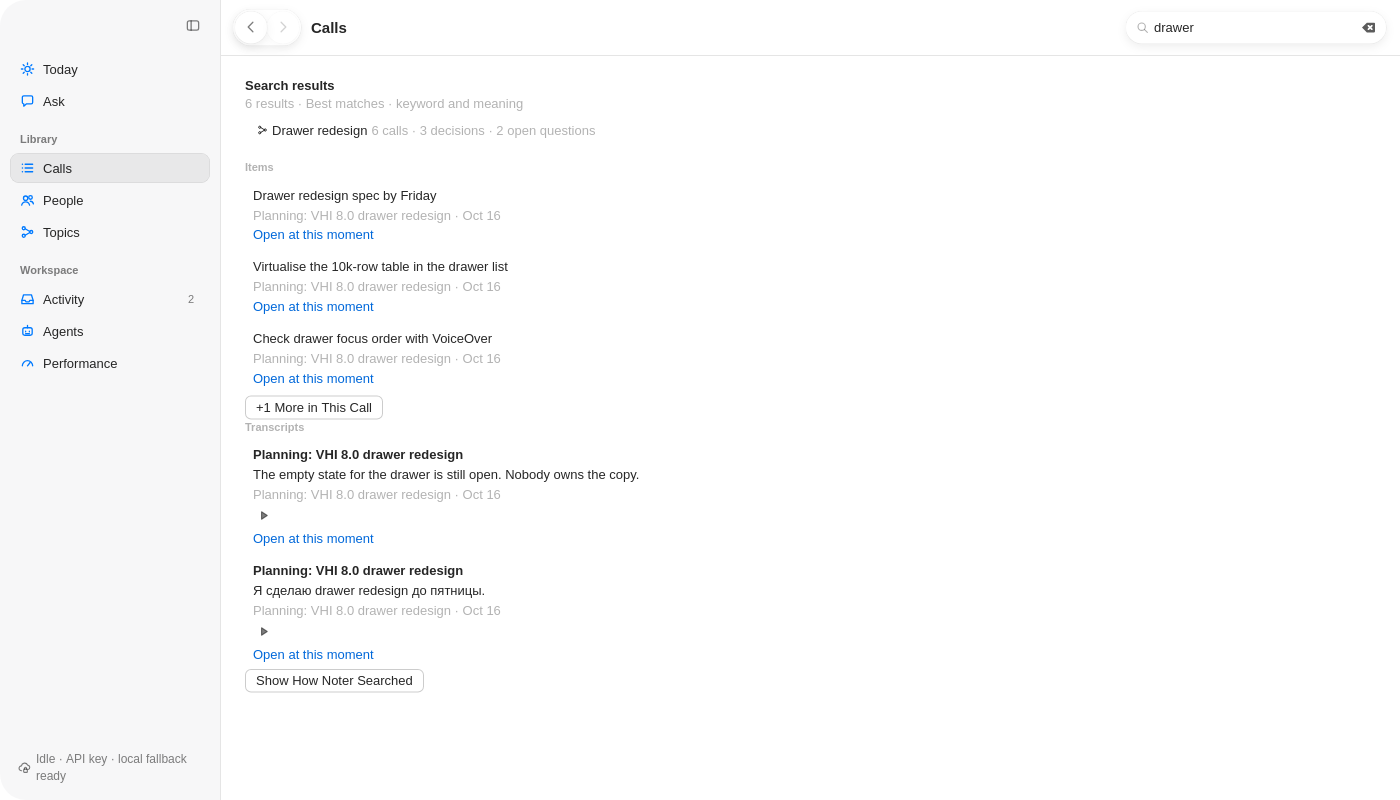 Calls
drawer
Today
Ask
Library
Calls
People
Topics
Workspace
Activity 2
Agents
Performance
Idle · API key · local fallback
ready
Search results
6 results · Best matches · keyword and meaning
Drawer redesign 6 calls · 3 decisions · 2 open questions
Items
Drawer redesign spec by Friday
Planning: VHI 8.0 drawer redesign · Oct 16
Open at this moment
Virtualise the 10k-row table in the drawer list
Planning: VHI 8.0 drawer redesign · Oct 16
Open at this moment
Check drawer focus order with VoiceOver
Planning: VHI 8.0 drawer redesign · Oct 16
Open at this moment
+1 More in This Call
Transcripts
Planning: VHI 8.0 drawer redesign
The empty state for the drawer is still open. Nobody owns the copy.
Planning: VHI 8.0 drawer redesign · Oct 16
Open at this moment
Planning: VHI 8.0 drawer redesign
Я сделаю drawer redesign до пятницы.
Planning: VHI 8.0 drawer redesign · Oct 16
Open at this moment
Show How Noter Searched